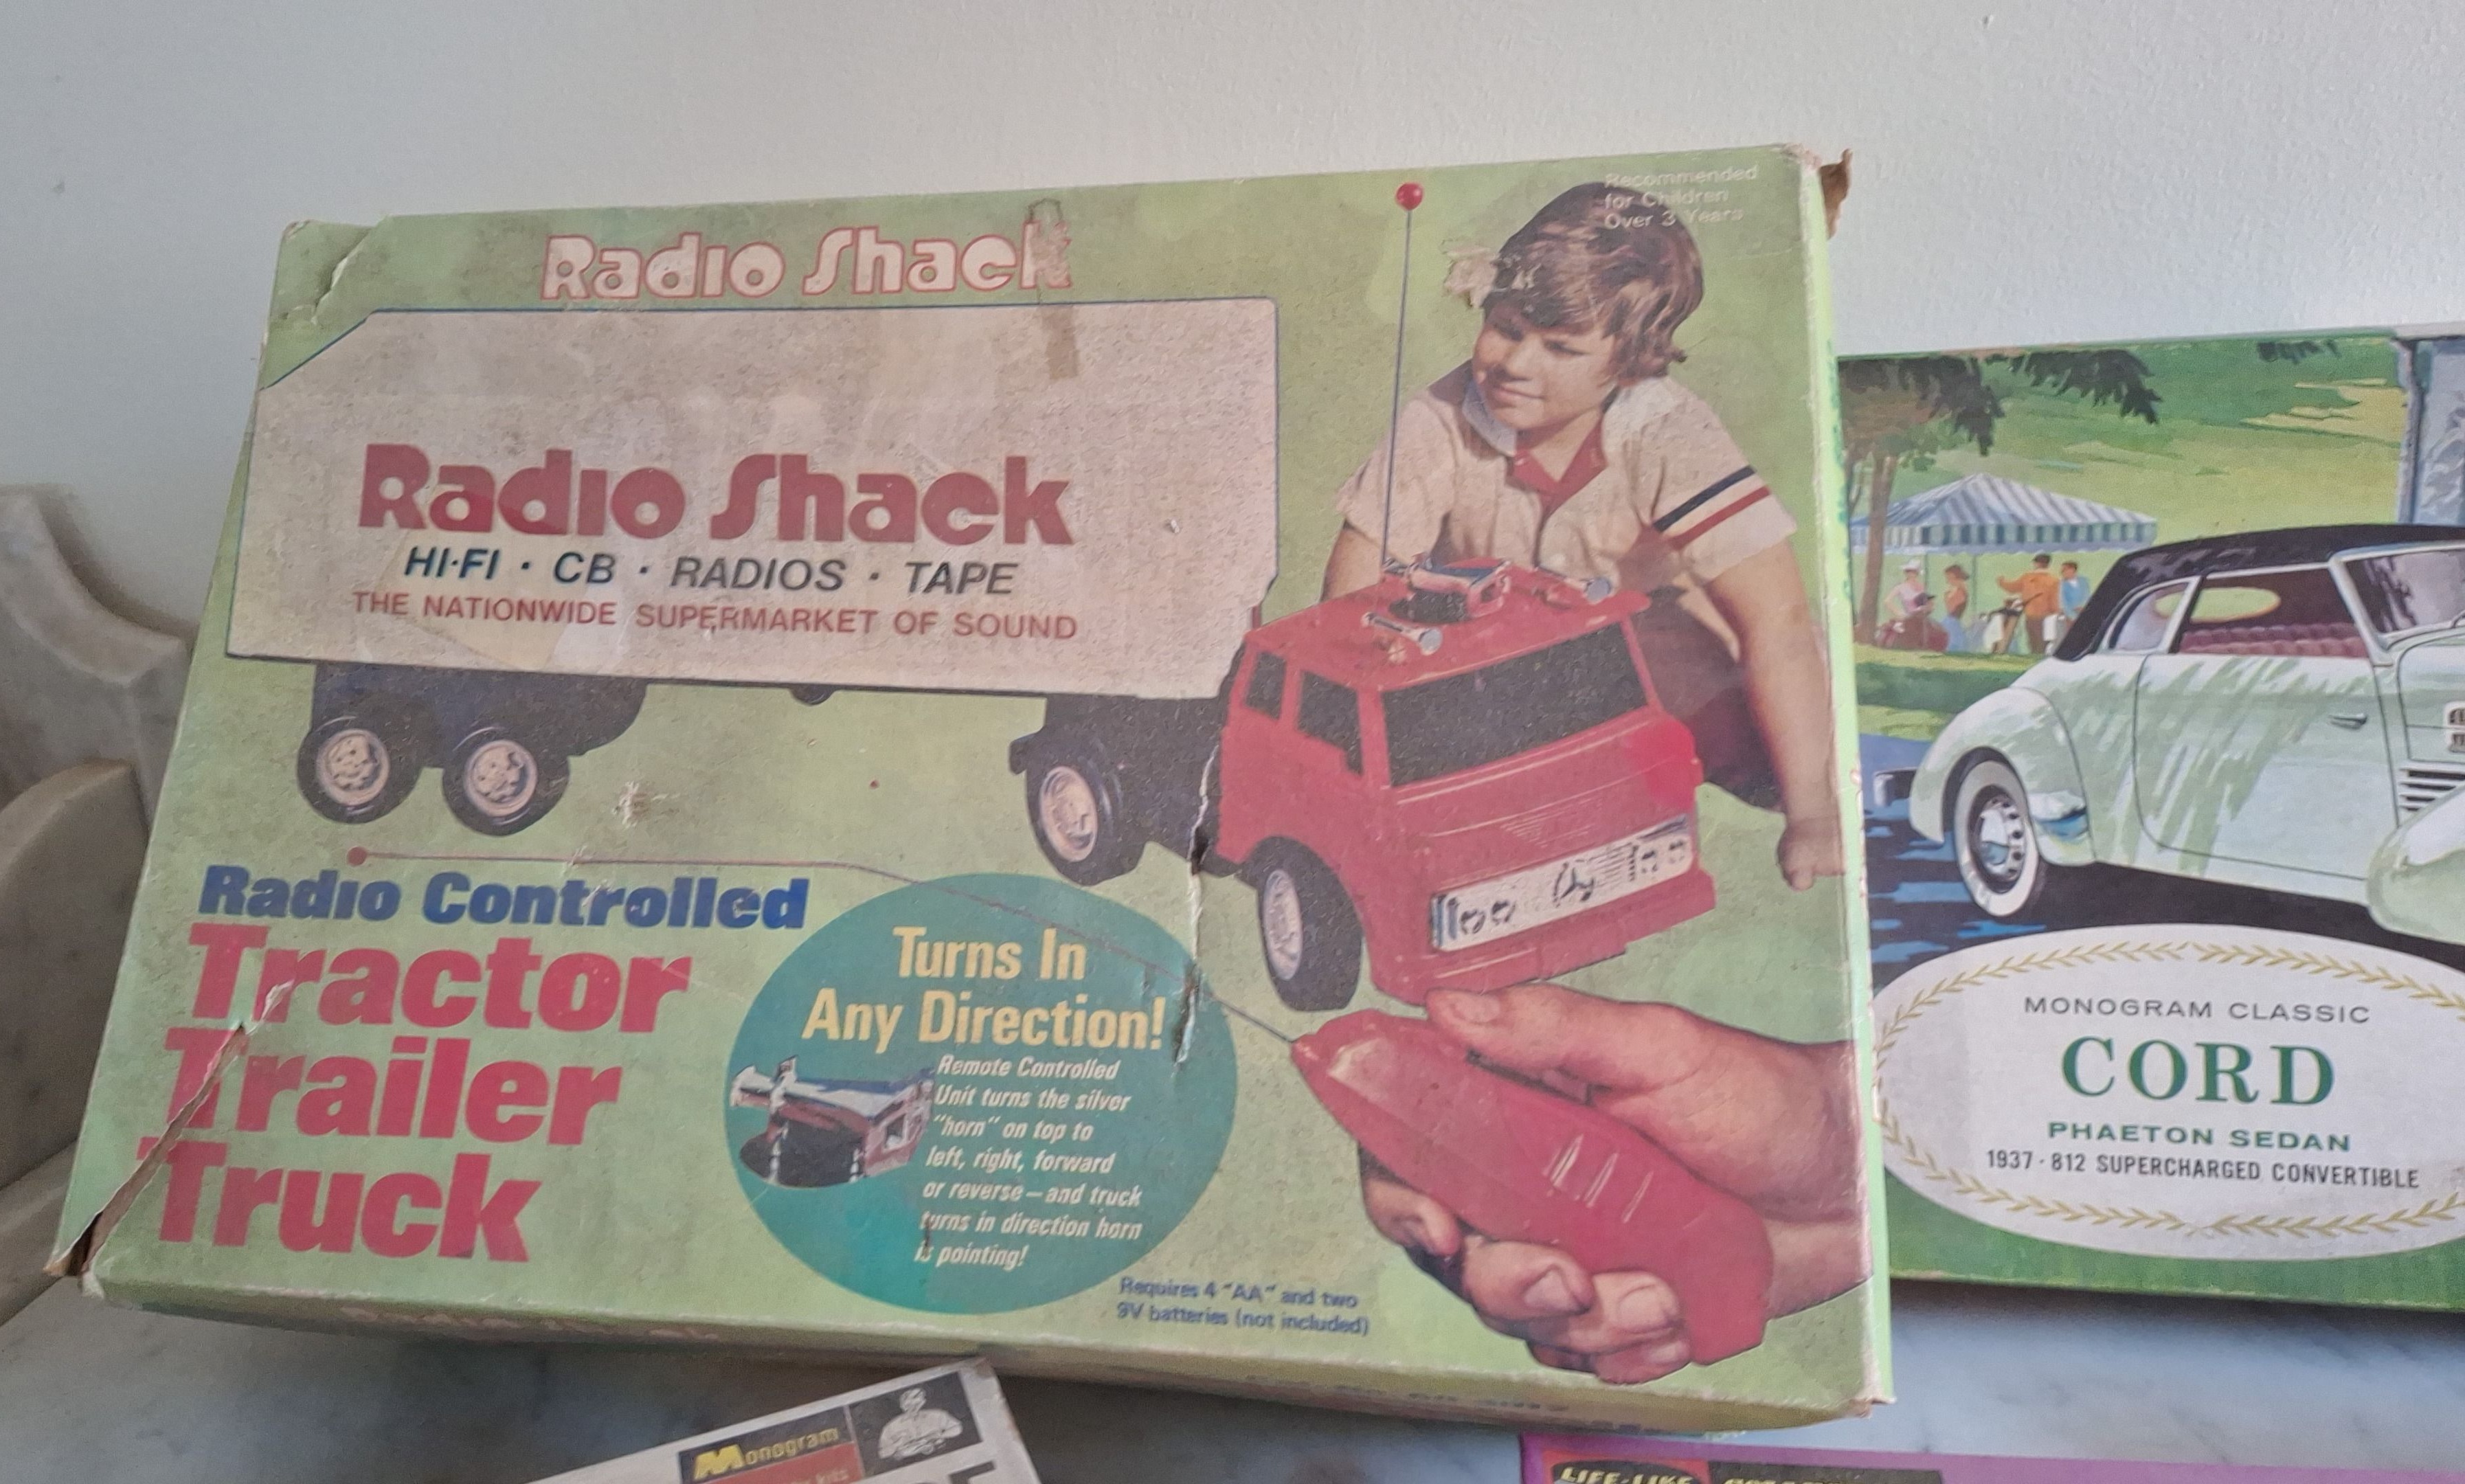 Radio Shack
Recommended
for Children
Over 3 Years
Radio Shack
HI-FI · CB · RADIOS · TAPE
THE NATIONWIDE SUPERMARKET OF SOUND
Radio Controlled
Tractor
Trailer
Truck
Turns In
Any Direction!
Remote Controlled
Unit turns the silver
"horn" on top to
left, right, forward
or reverse—and truck
turns in direction horn
is pointing!
Requires 4 "AA" and two
9V batteries (not included)
MONOGRAM CLASSIC
CORD
PHAETON SEDAN
1937·812 SUPERCHARGED CONVERTIBLE
Monogram
kits
LIFE-LIKE